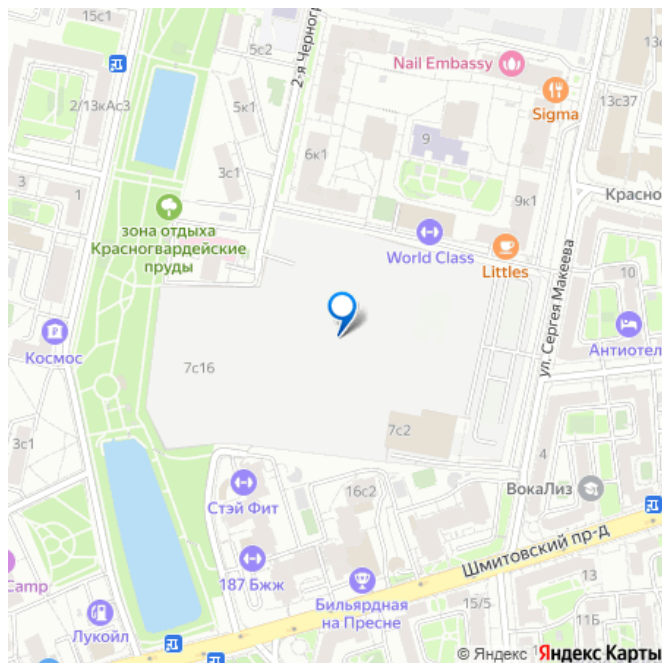 15с1
2/13кАс3
5с2
2-я Черногр
5к1
3с1
6к1
Nail Embassy
Sigma
13с37
9
9к1
3
1
зона отдыха
Красногвардейские
пруды
World Class
Littles
Красно
ул. Сергея Макеева
10
Антиотел
Космос
7с16
7с2
3с1
4
ВокаЛиз
Стэй Фит
16с2
Шмитовский пр-д
187 Бжж
Camp
Бильярдная
на Пресне
15/5
13
11Б
Лукойл
© Яндекс Яндекс Карты